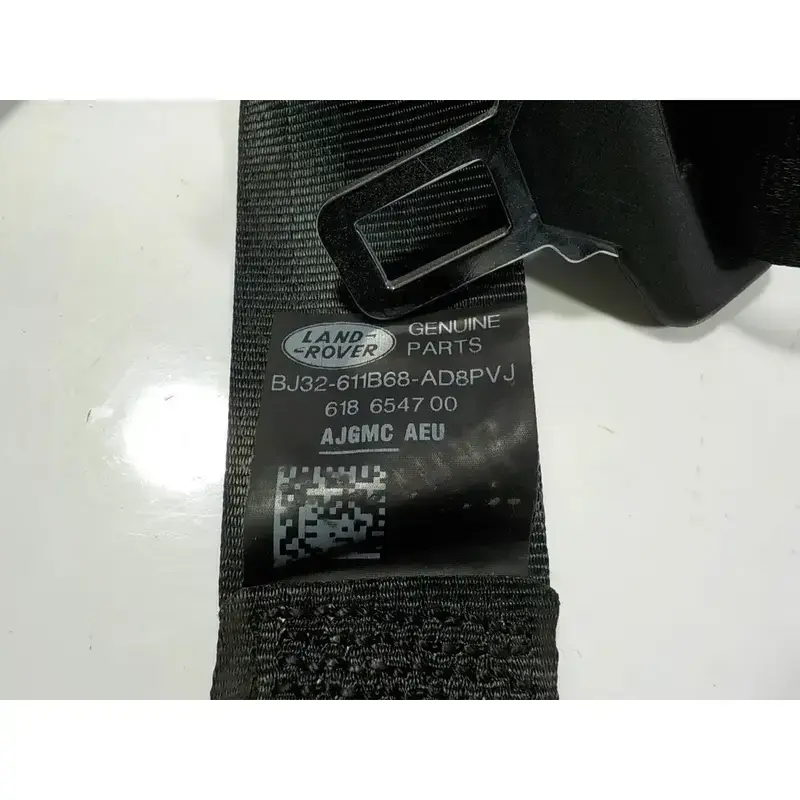 LAND-
-ROVER
GENUINE
PARTS
BJ32-611B68-AD8PVJ
618 6547 00
AJGMC AEU